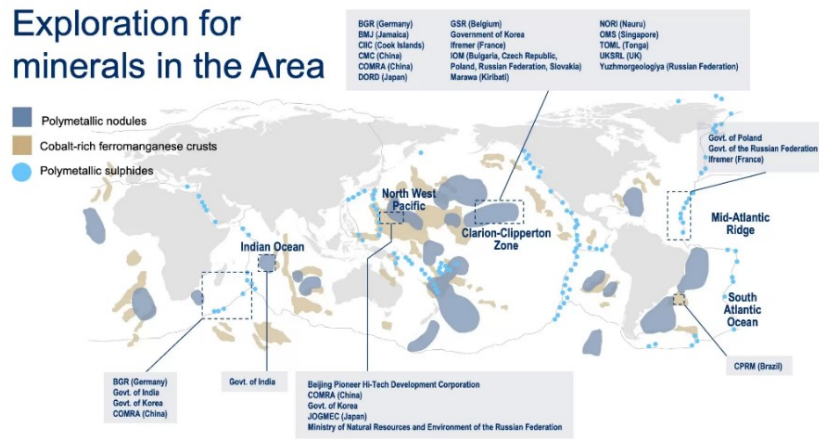 Exploration for
minerals in the Area
Polymetallic nodules
Cobalt-rich ferromanganese crusts
Polymetallic sulphides
BGR (Germany)
BMJ (Jamaica)
CIIC (Cook Islands)
CMC (China)
COMRA (China)
DORD (Japan)
GSR (Belgium)
Government of Korea
Ifremer (France)
IOM (Bulgaria, Czech Republic,
Poland, Russian Federation, Slovakia)
Marawa (Kiribati)
NORI (Nauru)
OMS (Singapore)
TOML (Tonga)
UKSRL (UK)
Yuzhmorgeologiya (Russian Federation)
Govt. of Poland
Govt. of the Russian Federation
Ifremer (France)
North West
Pacific
Clarion-Clipperton
Zone
Mid-Atlantic
Ridge
Indian Ocean
South
Atlantic
Ocean
CPRM (Brazil)
BGR (Germany)
Govt. of India
Govt. of Korea
COMRA (China)
Govt. of India
Beijing Pioneer Hi-Tech Development Corporation
COMRA (China)
Govt. of Korea
JOGMEC (Japan)
Ministry of Natural Resources and Environment of the Russian Federation